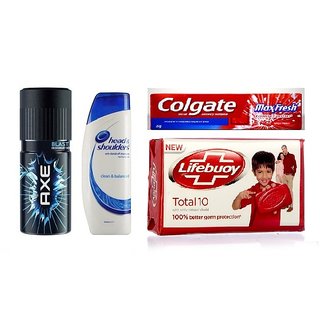 BLAST
AXE
head &
shoulders
clean & balanced
Colgate
MaxFresh
NEW
Lifebuoy
Total 10
100% better germ protection*